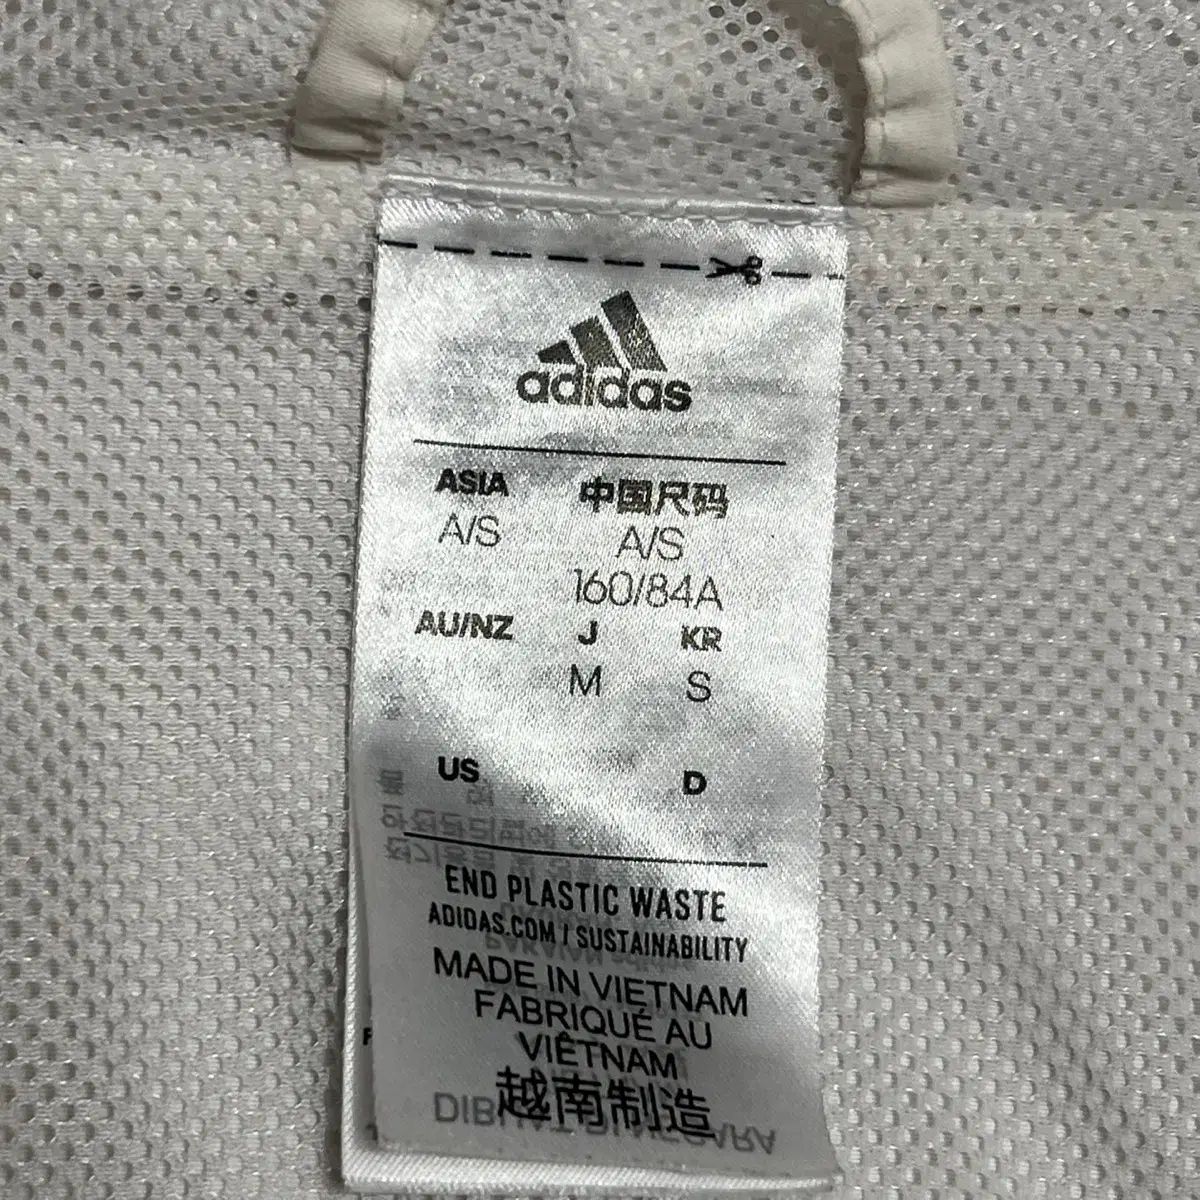 adidas
ASIA 中国尺码
A/S A/S
160/84A
AU/NZ J KR
M S
US D
END PLASTIC WASTE
ADIDAS.COM / SUSTAINABILITY
MADE IN VIETNAM
FABRIQUÉ AU
VIÊTNAM
越南制造